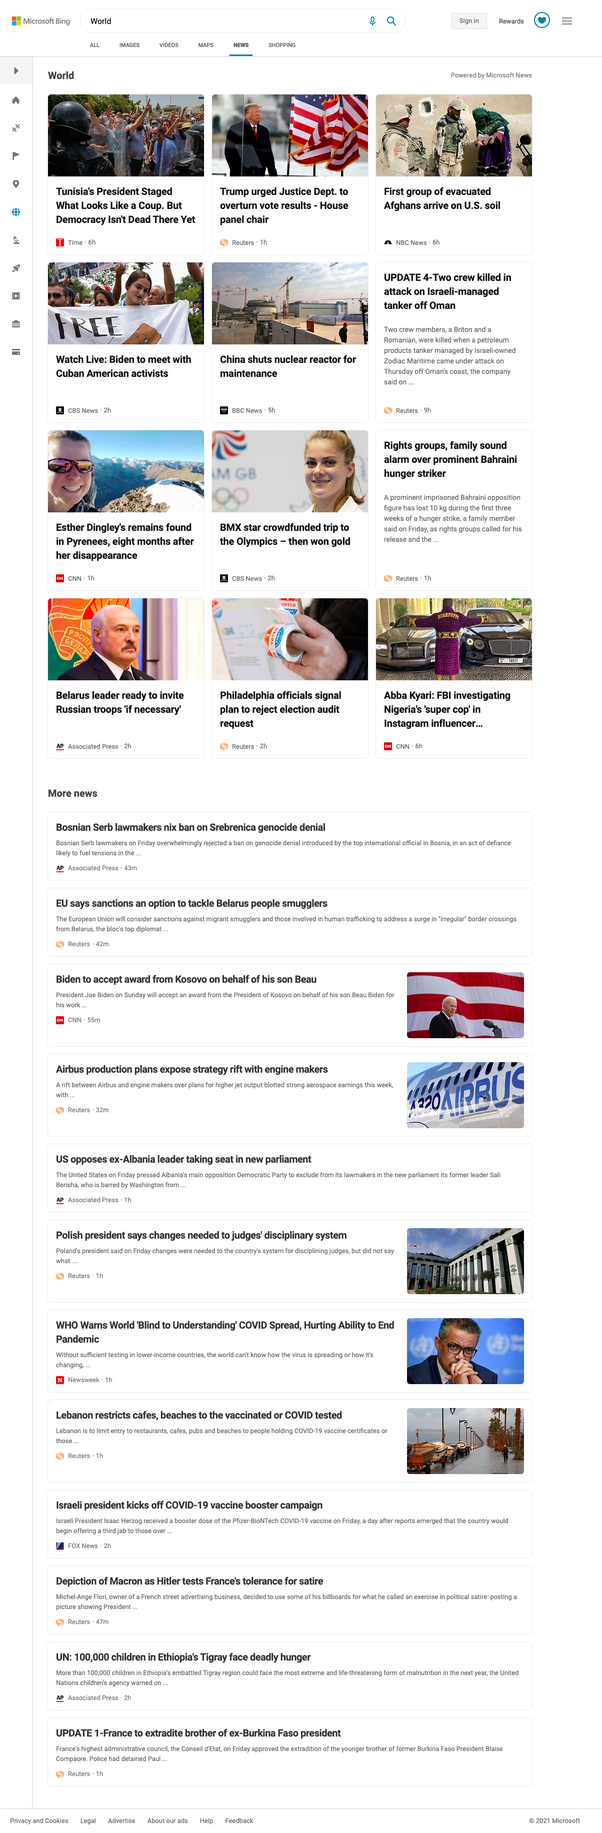 Microsoft Bing
World
Sign in
Rewards
ALL IMAGES VIDEOS MAPS NEWS SHOPPING
World
Powered by Microsoft News
Tunisia's President Staged
What Looks Like a Coup. But
Democracy Isn't Dead There Yet
Time · 6h
Trump urged Justice Dept. to
overturn vote results - House
panel chair
Reuters · 1h
First group of evacuated
Afghans arrive on U.S. soil
NBC News · 6h
FREE
Watch Live: Biden to meet with
Cuban American activists
CBS News · 2h
China shuts nuclear reactor for
maintenance
BBC News · 5h
UPDATE 4-Two crew killed in
attack on Israeli-managed
tanker off Oman
Two crew members, a Briton and a
Romanian, were killed when a petroleum
products tanker managed by Israeli-owned
Zodiac Maritime came under attack on
Thursday off Oman's coast, the company
said on ...
Reuters · 9h
Esther Dingley's remains found
in Pyrenees, eight months after
her disappearance
CNN · 1h
AM GB
BMX star crowdfunded trip to
the Olympics – then won gold
CBS News · 2h
Rights groups, family sound
alarm over prominent Bahraini
hunger striker
A prominent imprisoned Bahraini opposition
figure has lost 10 kg during the first three
weeks of a hunger strike, a family member
said on Friday, as rights groups called for his
release and the ...
Reuters · 1h
Belarus leader ready to invite
Russian troops 'if necessary'
Associated Press · 2h
Philadelphia officials signal
plan to reject election audit
request
Reuters · 2h
Abba Kyari: FBI investigating
Nigeria's 'super cop' in
Instagram influencer...
CNN · 6h
More news
Bosnian Serb lawmakers nix ban on Srebrenica genocide denial
Bosnian Serb lawmakers on Friday overwhelmingly rejected a ban on genocide denial introduced by the top international official in Bosnia, in an act of defiance
likely to fuel tensions in the ...
Associated Press · 43m
EU says sanctions an option to tackle Belarus people smugglers
The European Union will consider sanctions against migrant smugglers and those involved in human trafficking to address a surge in "irregular" border crossings
from Belarus, the bloc's top diplomat ...
Reuters · 42m
Biden to accept award from Kosovo on behalf of his son Beau
President Joe Biden on Sunday will accept an award from the President of Kosovo on behalf of his son Beau Biden for
his work ...
CNN · 55m
Airbus production plans expose strategy rift with engine makers
A rift between Airbus and engine makers over plans for higher jet output blotted strong aerospace earnings this week,
with ...
Reuters · 32m
A320 AIRBUS
US opposes ex-Albania leader taking seat in new parliament
The United States on Friday pressed Albania's main opposition Democratic Party to exclude from its lawmakers in the new parliament its former leader Sali
Berisha, who is barred by Washington from ...
Associated Press · 1h
Polish president says changes needed to judges' disciplinary system
Poland's president said on Friday changes were needed to the country's system for disciplining judges, but did not say
what ...
Reuters · 1h
WHO Warns World 'Blind to Understanding' COVID Spread, Hurting Ability to End
Pandemic
Without sufficient testing in lower-income countries, the world can't know how the virus is spreading or how it's
changing, ...
Newsweek · 1h
Lebanon restricts cafes, beaches to the vaccinated or COVID tested
Lebanon is to limit entry to restaurants, cafes, pubs and beaches to people holding COVID-19 vaccine certificates or
those ...
Reuters · 1h
Israeli president kicks off COVID-19 vaccine booster campaign
Israeli President Isaac Herzog received a booster dose of the Pfizer-BioNTech COVID-19 vaccine on Friday, a day after reports emerged that the country would
begin offering a third jab to those over ...
FOX News · 2h
Depiction of Macron as Hitler tests France's tolerance for satire
Michel-Ange Flori, owner of a French street advertising business, decided to use some of his billboards for what he called an exercise in political satire: posting a
picture showing President ...
Reuters · 47m
UN: 100,000 children in Ethiopia's Tigray face deadly hunger
More than 100,000 children in Ethiopia's embattled Tigray region could face the most extreme and life-threatening form of malnutrition in the next year, the United
Nations children's agency warned on ...
Associated Press · 2h
UPDATE 1-France to extradite brother of ex-Burkina Faso president
France's highest administrative council, the Conseil d'Etat, on Friday approved the extradition of the younger brother of former Burkina Faso President Blaise
Compaore. Police had detained Paul ...
Reuters · 1h
Privacy and Cookies Legal Advertise About our ads Help Feedback
© 2021 Microsoft